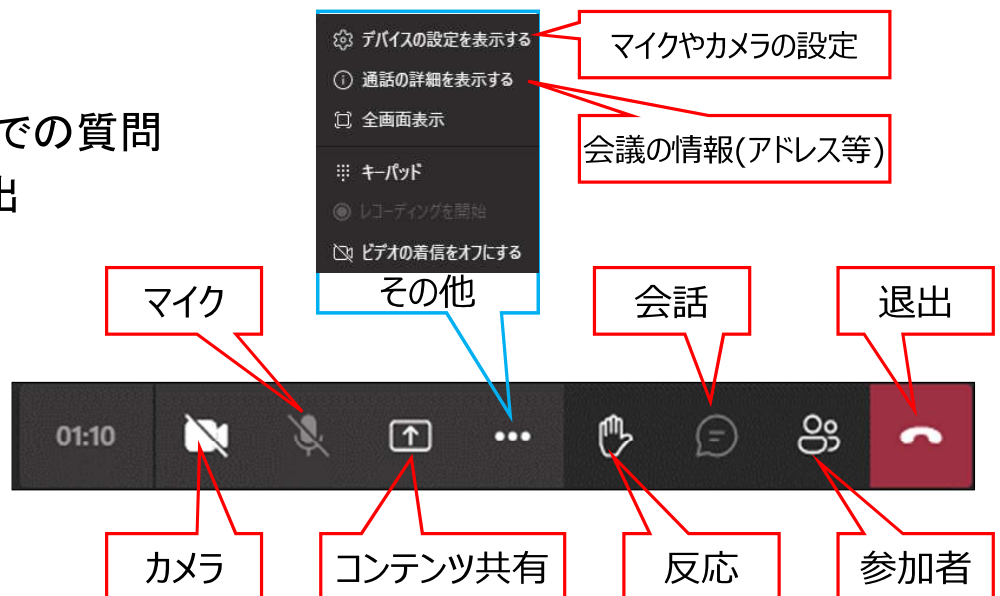 デバイスの設定を表示する
マイクやカメラの設定
通話の詳細を表示する
での質問
全画面表示
会議の情報(アドレス等)
キーパッド
出
レコーディングを開始
ビデオの着信をオフにする
マイク
その他
会話
退出
01:10
カメラ
コンテンツ共有
反応
参加者